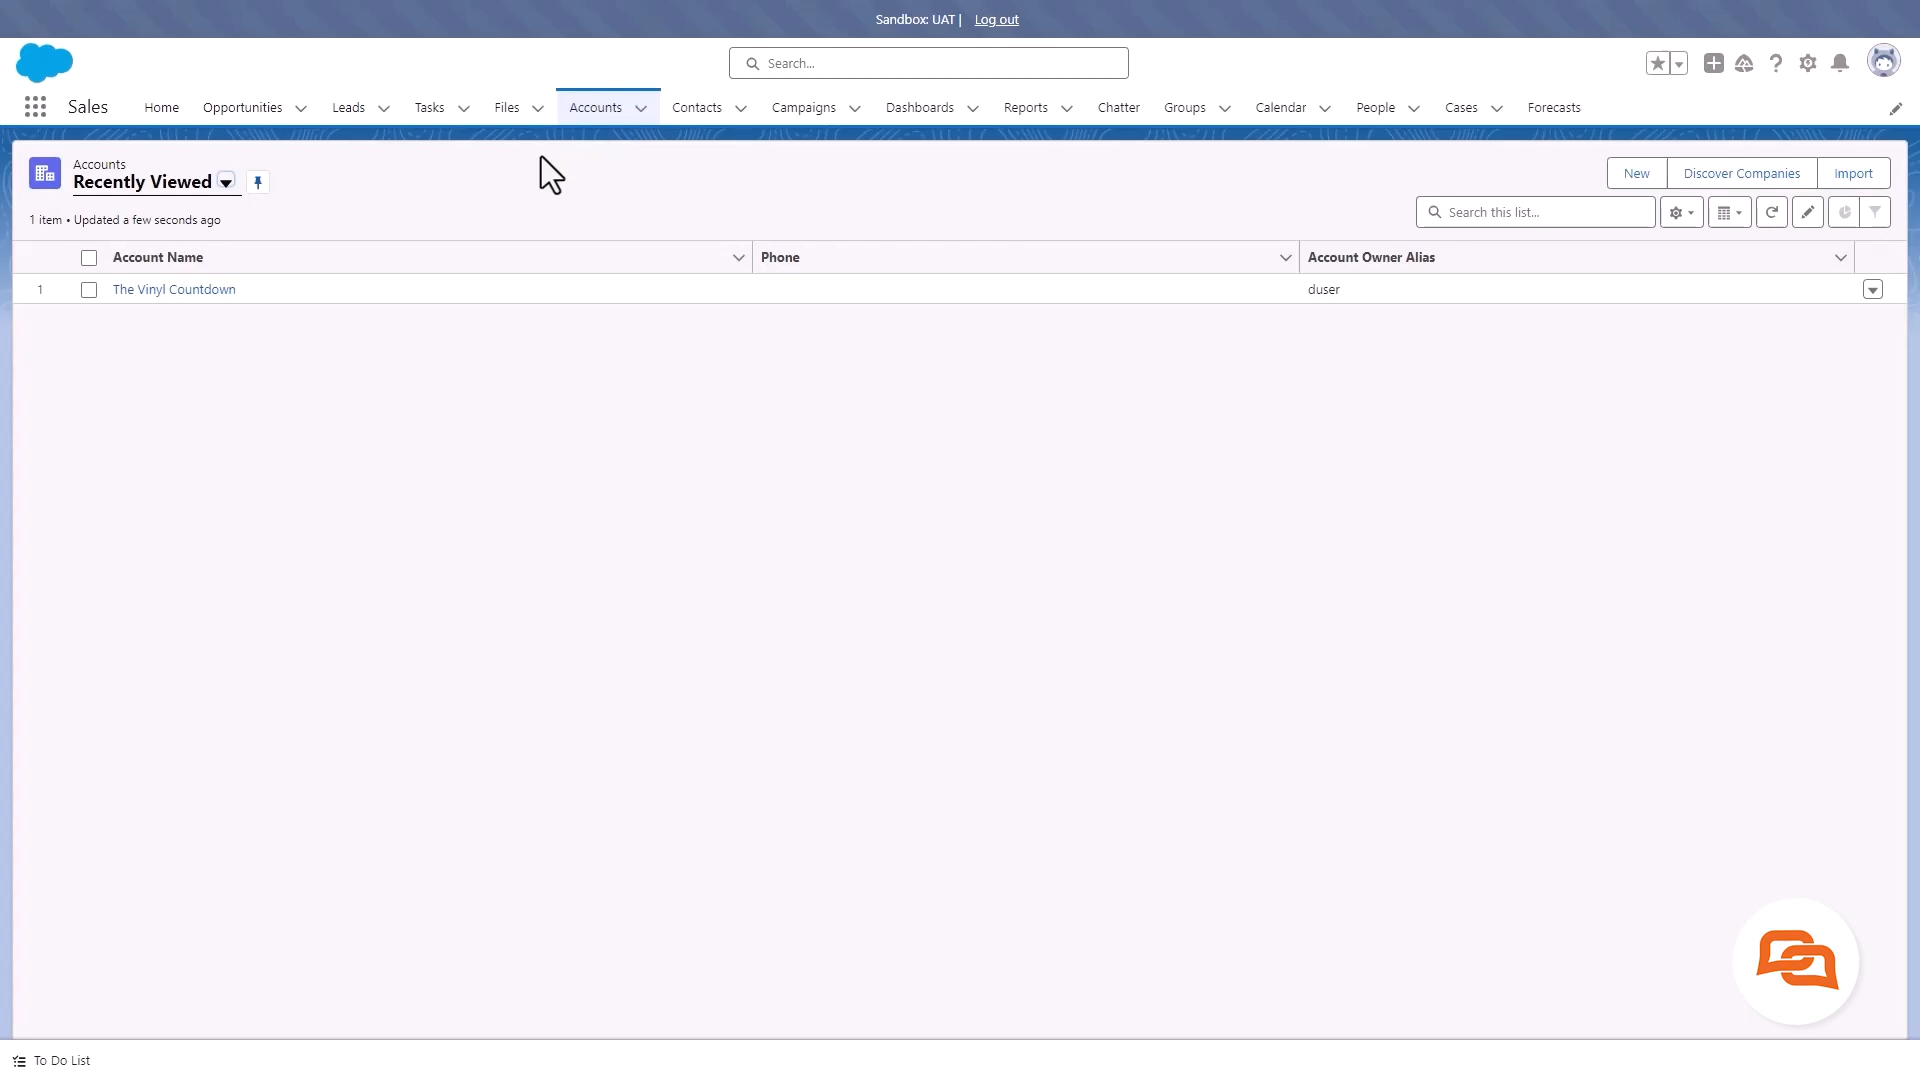 Sandbox: UAT | Log out
Search...
Sales Home Opportunities Leads Tasks Files Accounts Contacts Campaigns Dashboards Reports Chatter Groups Calendar People Cases Forecasts
Accounts
Recently Viewed
New Discover Companies Import
1 item • Updated a few seconds ago
Search this list...
Account Name Phone Account Owner Alias
1 The Vinyl Countdown duser
To Do List